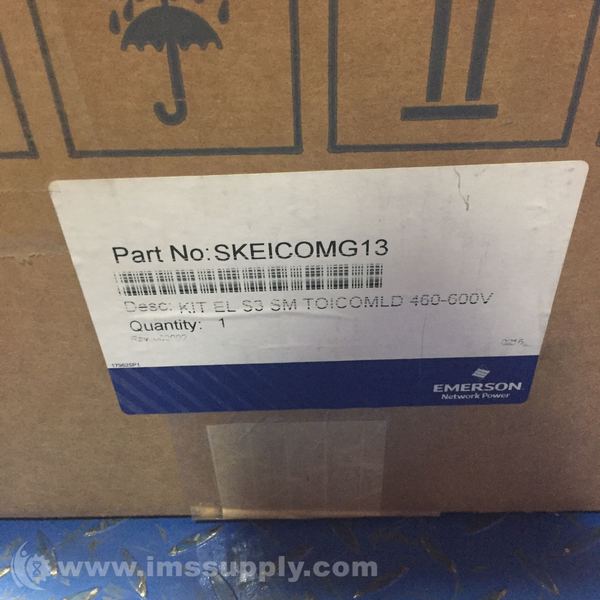 Part No: SKEICOMG13
Desc: KIT EL S3 SM TOICOMLD 460-600V
Quantity: 1
179625P1
EMERSON
Network Power
www.imssupply.com